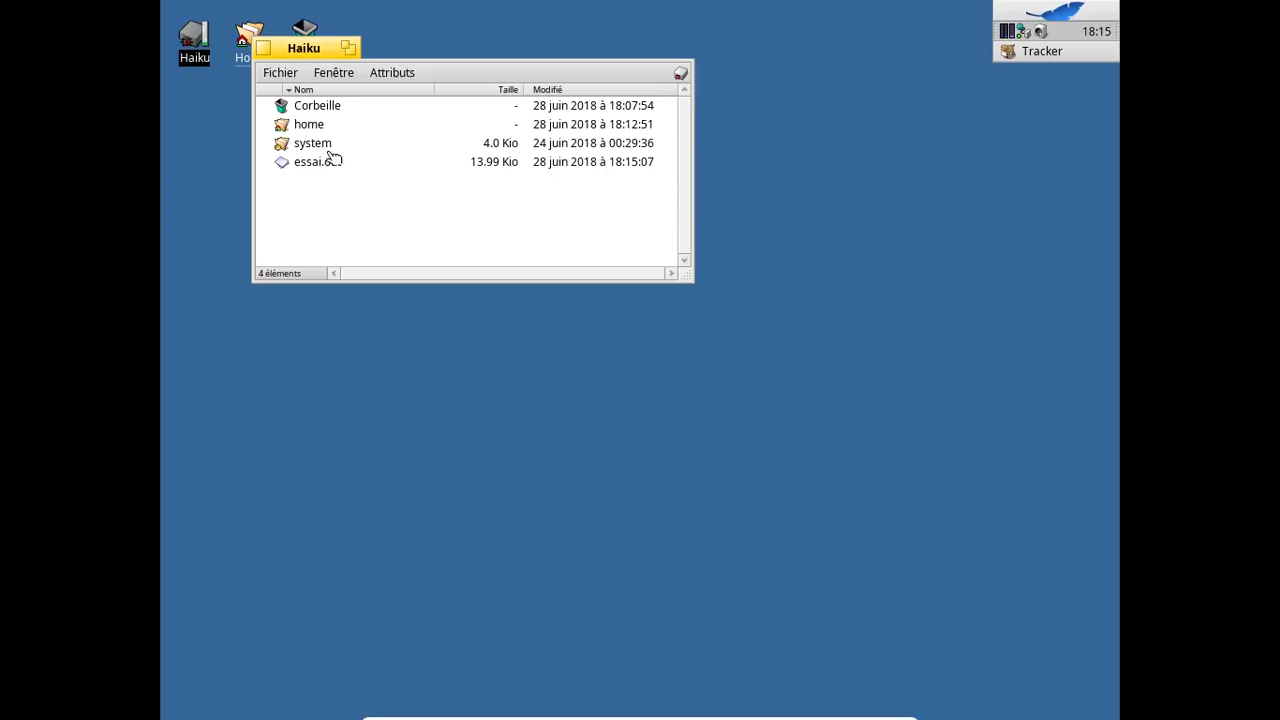 Haiku
Ho
18:15
Tracker
Haiku
Fichier Fenêtre Attributs
Nom Taille Modifié
Corbeille - 28 juin 2018 à 18:07:54
home - 28 juin 2018 à 18:12:51
system 4.0 Kio 24 juin 2018 à 00:29:36
13.99 Kio 28 juin 2018 à 18:15:07
4 éléments